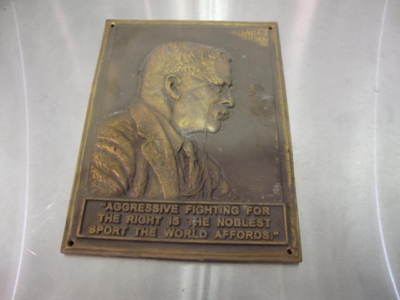 "AGGRESSIVE FIGHTING FOR
THE RIGHT IS THE NOBLEST
SPORT THE WORLD AFFORDS."